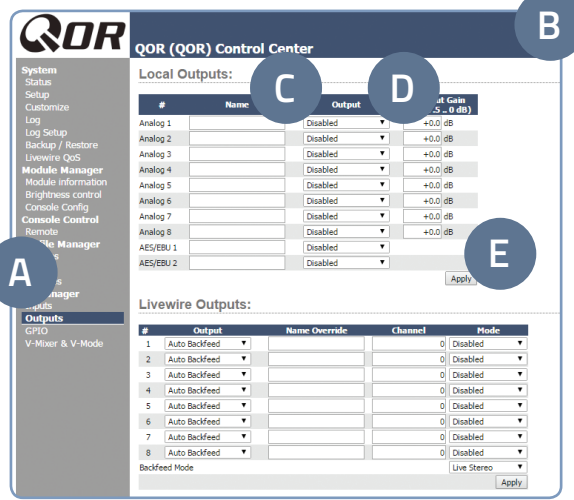 QOR
B
QOR (QOR) Control Center
System
Status
Setup
Customize
Log
Log Setup
Backup / Restore
Livewire QoS
Module Manager
Module information
Brightness control
Console Config
Console Control
Remote
Manager
A
Inputs
Outputs
GPIO
V-Mixer & V-Mode
Local Outputs:
C
D
# Name Output Gain
0 dB)
Analog 1 Disabled +0.0 dB
Analog 2 Disabled +0.0 dB
Analog 3 Disabled +0.0 dB
Analog 4 Disabled +0.0 dB
Analog 5 Disabled +0.0 dB
Analog 6 Disabled +0.0 dB
Analog 7 Disabled +0.0 dB
Analog 8 Disabled +0.0 dB
AES/EBU 1 Disabled
AES/EBU 2 Disabled
E
Apply
Livewire Outputs:
# Output Name Override Channel Mode
1 Auto Backfeed 0 Disabled
2 Auto Backfeed 0 Disabled
3 Auto Backfeed 0 Disabled
4 Auto Backfeed 0 Disabled
5 Auto Backfeed 0 Disabled
6 Auto Backfeed 0 Disabled
7 Auto Backfeed 0 Disabled
8 Auto Backfeed 0 Disabled
Backfeed Mode Live Stereo
Apply